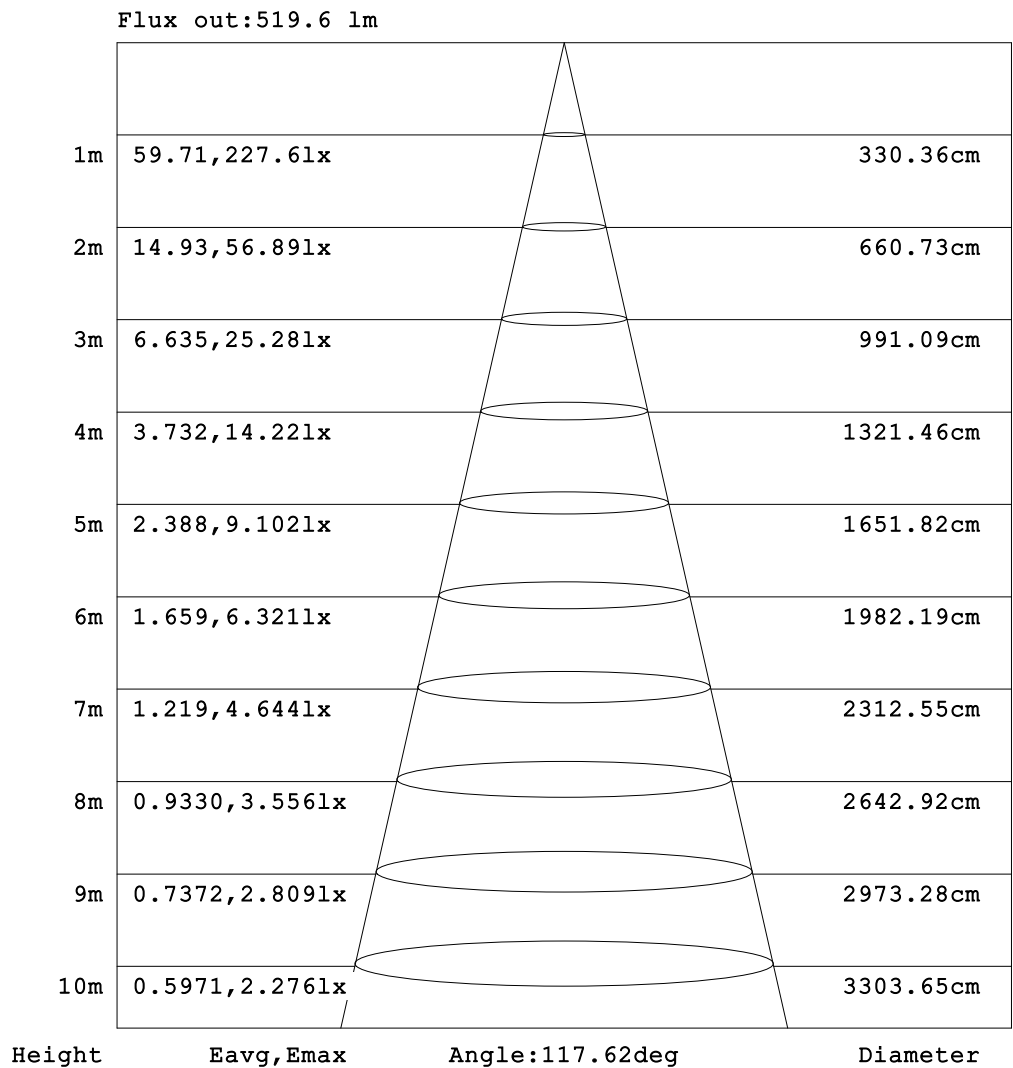 Flux out:519.6 lm
1m 59.71,227.6lx 330.36cm
2m 14.93,56.89lx 660.73cm
3m 6.635,25.28lx 991.09cm
4m 3.732,14.22lx 1321.46cm
5m 2.388,9.102lx 1651.82cm
6m 1.659,6.321lx 1982.19cm
7m 1.219,4.644lx 2312.55cm
8m 0.9330,3.556lx 2642.92cm
9m 0.7372,2.809lx 2973.28cm
10m 0.5971,2.276lx 3303.65cm
Height Eavg,Emax Angle:117.62deg Diameter